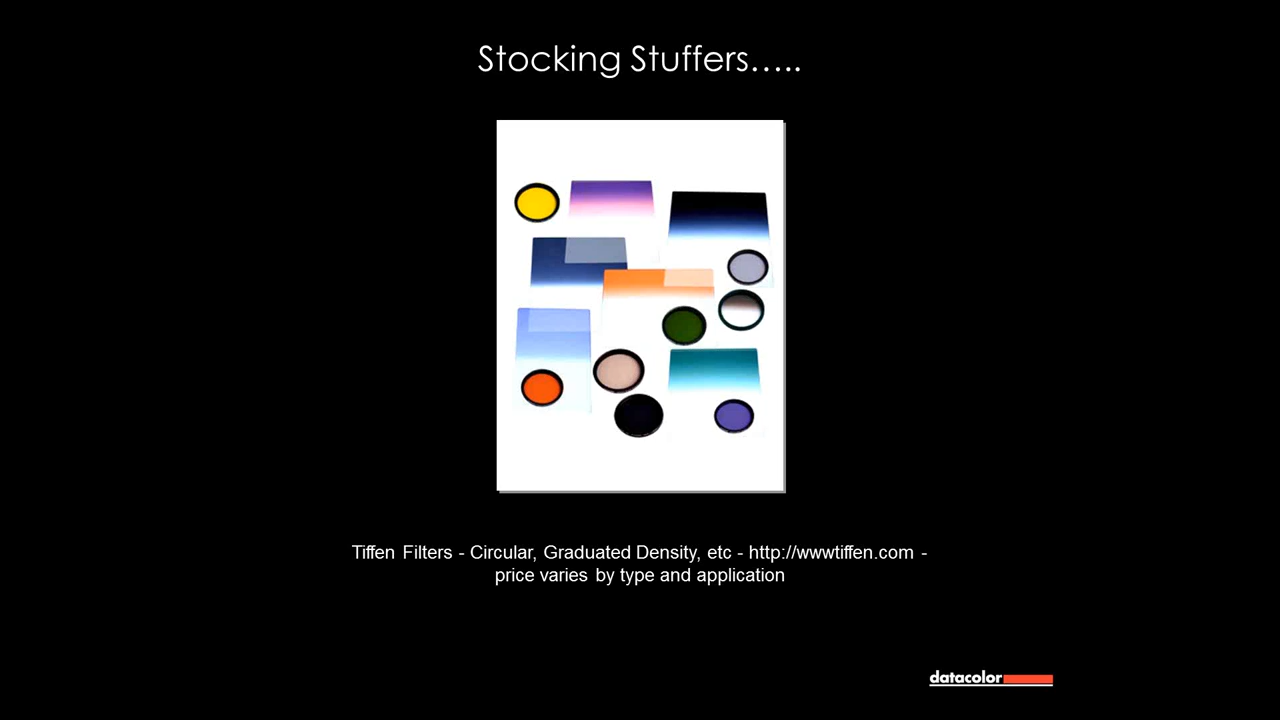 Stocking Stuffers…..
Tiffen Filters - Circular, Graduated Density, etc - http://wwwtiffen.com -
price varies by type and application
datacolor